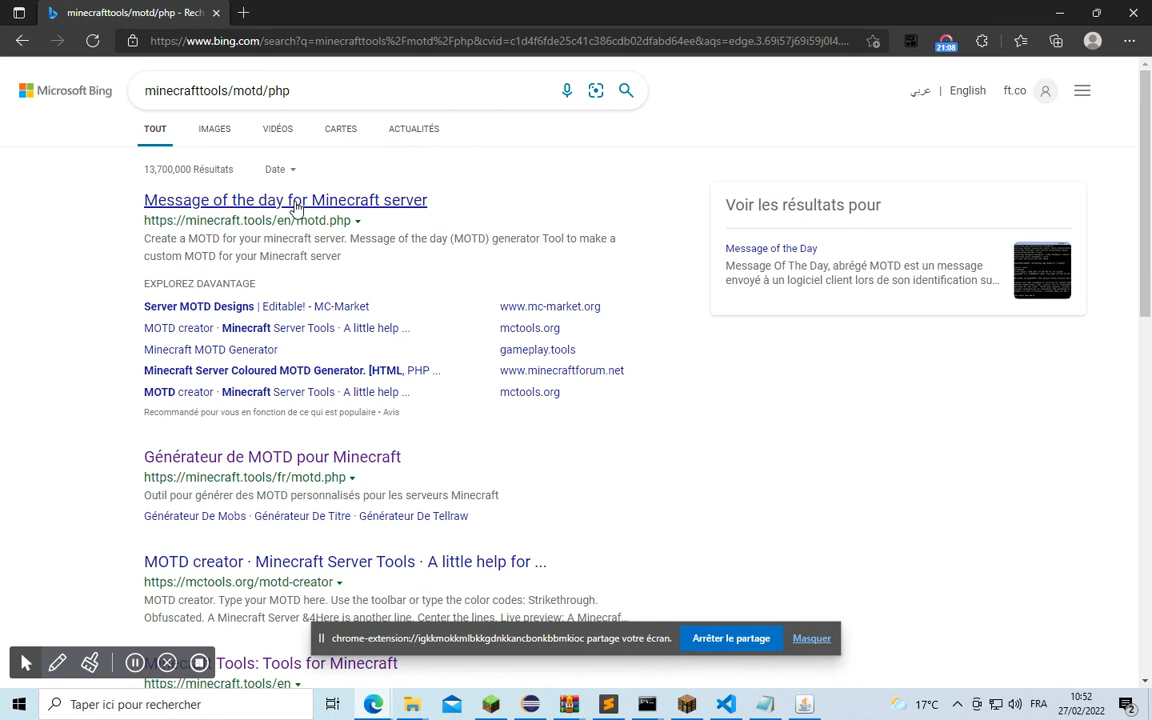 minecrafttools/motd/php - Rech
https://www.bing.com/search?q=minecrafttools%2Fmotd%2Fphp&cvid=c1d4f6fde25c41c386cdb02dfabd64ee&aqs=edge.3.69i57j69i59j0l4....
21:08
Microsoft Bing
minecrafttools/motd/php
عربي | English ft.co
TOUT IMAGES VIDÉOS CARTES ACTUALITÉS
13,700,000 Résultats Date
Message of the day for Minecraft server
https://minecraft.tools/en/motd.php
Create a MOTD for your minecraft server. Message of the day (MOTD) generator Tool to make a
custom MOTD for your Minecraft server
EXPLOREZ DAVANTAGE
Server MOTD Designs | Editable! - MC-Market www.mc-market.org
MOTD creator · Minecraft Server Tools · A little help ... mctools.org
Minecraft MOTD Generator gameplay.tools
Minecraft Server Coloured MOTD Generator. [HTML, PHP ... www.minecraftforum.net
MOTD creator · Minecraft Server Tools · A little help ... mctools.org
Recommandé pour vous en fonction de ce qui est populaire • Avis
Voir les résultats pour
Message of the Day
Message Of The Day, abrégé MOTD est un message
envoyé à un logiciel client lors de son identification su...
Générateur de MOTD pour Minecraft
https://minecraft.tools/fr/motd.php
Outil pour générer des MOTD personnalisés pour les serveurs Minecraft
Générateur De Mobs · Générateur De Titre · Générateur De Tellraw
MOTD creator · Minecraft Server Tools · A little help for ...
https://mctools.org/motd-creator
MOTD creator. Type your MOTD here. Use the toolbar or type the color codes: Strikethrough.
Obfuscated. A Minecraft Server &4Here is another line. Center the lines. Live preview: A Minecraf...
chrome-extension://igkkmokkmlbkkgdnkkancbonkbbmkioc partage votre écran. Arrêter le partage Masquer
Tools: Tools for Minecraft
https://minecraft.tools/en
Taper ici pour rechercher
17°C
FRA
10:52
27/02/2022
2